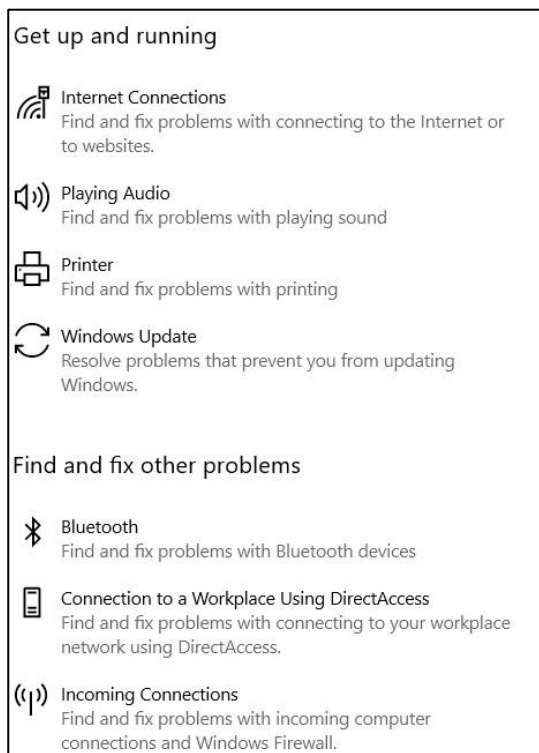 Get up and running
Internet Connections
Find and fix problems with connecting to the Internet or
to websites.
Playing Audio
Find and fix problems with playing sound
Printer
Find and fix problems with printing
Windows Update
Resolve problems that prevent you from updating
Windows.
Find and fix other problems
Bluetooth
Find and fix problems with Bluetooth devices
Connection to a Workplace Using DirectAccess
Find and fix problems with connecting to your workplace
network using DirectAccess.
Incoming Connections
Find and fix problems with incoming computer
connections and Windows Firewall.